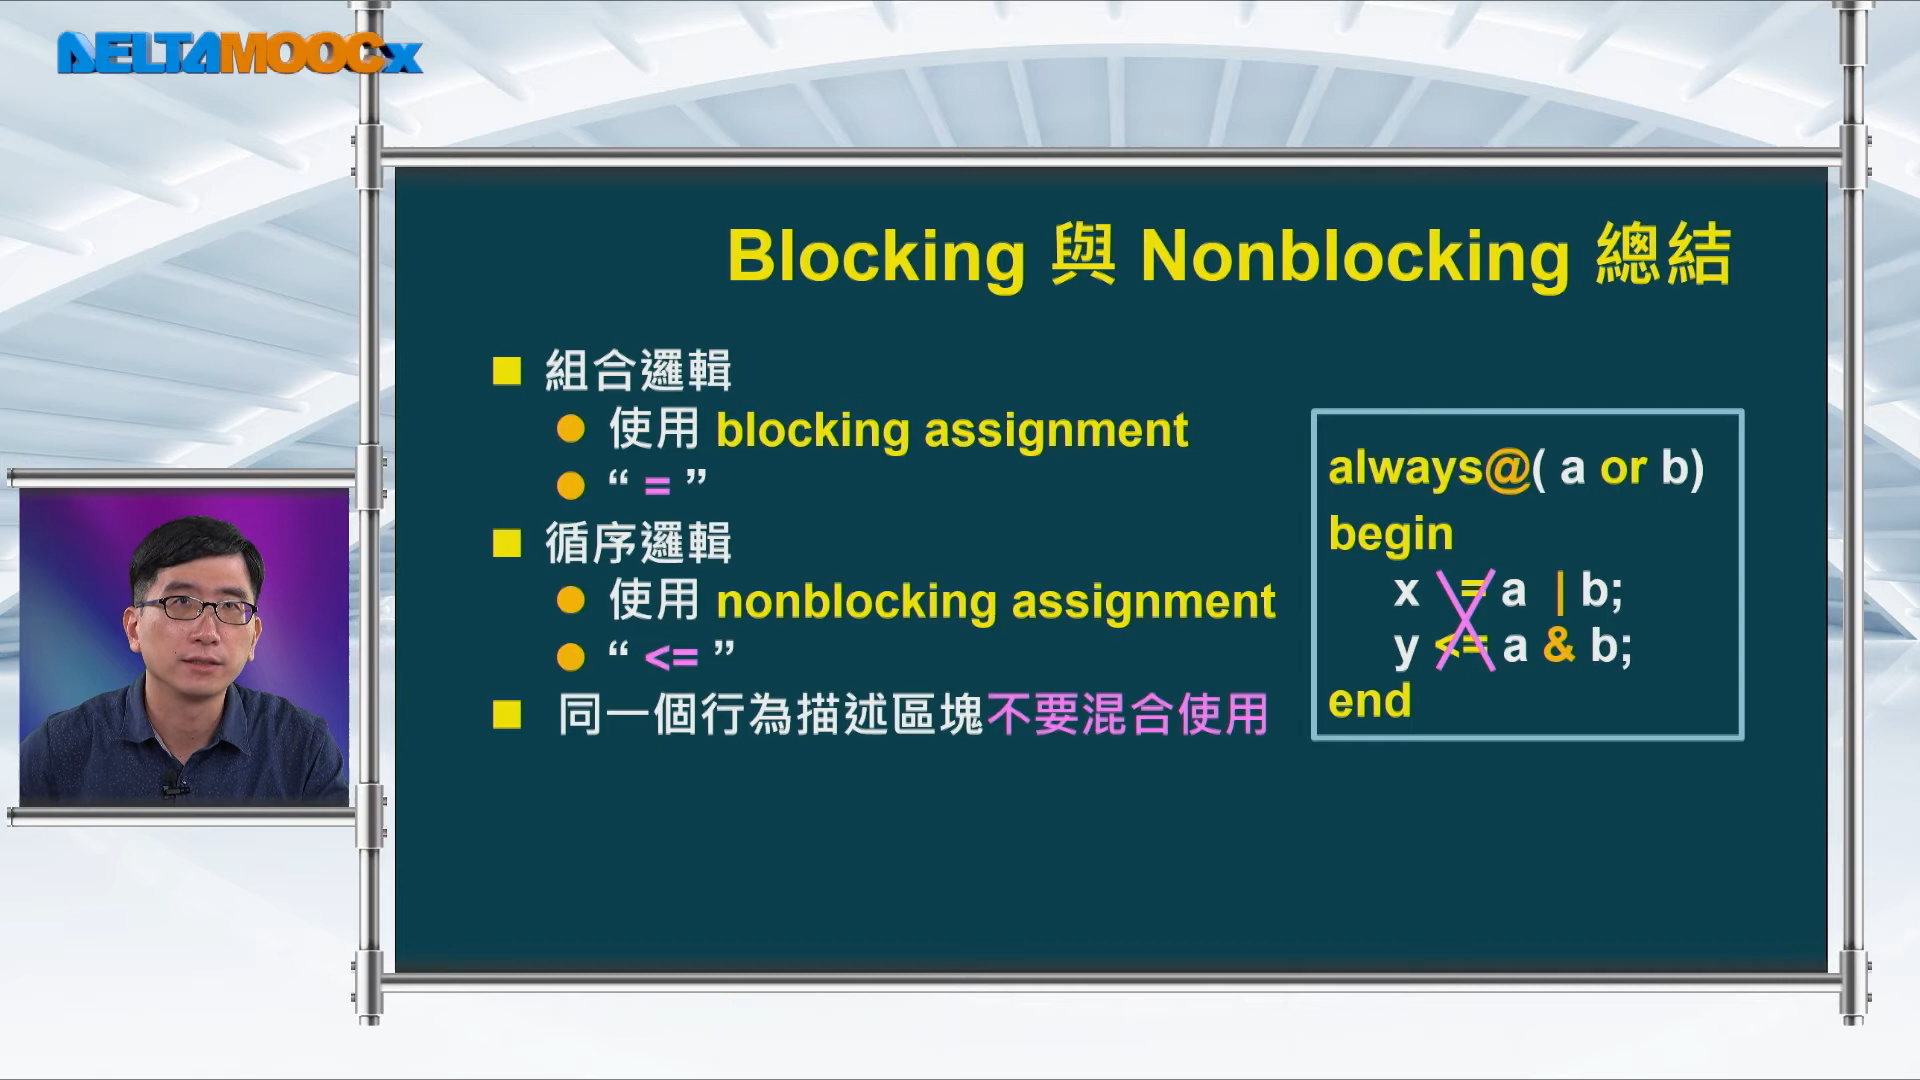 DELTAMOOCx
Blocking 與 Nonblocking 總結
組合邏輯
使用 blocking assignment
“ = ”
循序邏輯
使用 nonblocking assignment
“ <= ”
同一個行為描述區塊不要混合使用
always@( a or b)
begin
x = a | b;
y <= a & b;
end